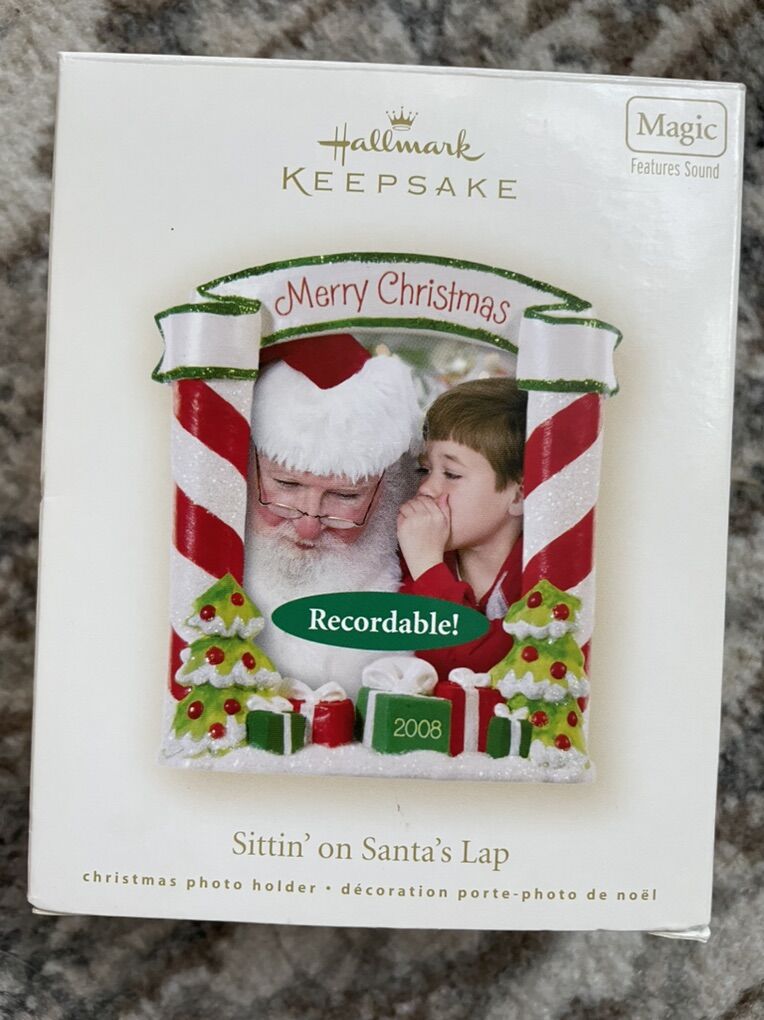 Hallmark
KEEPSAKE
Magic
Features Sound
Merry Christmas
Recordable!
2008
Sittin' on Santa's Lap
christmas photo holder • décoration porte-photo de noël